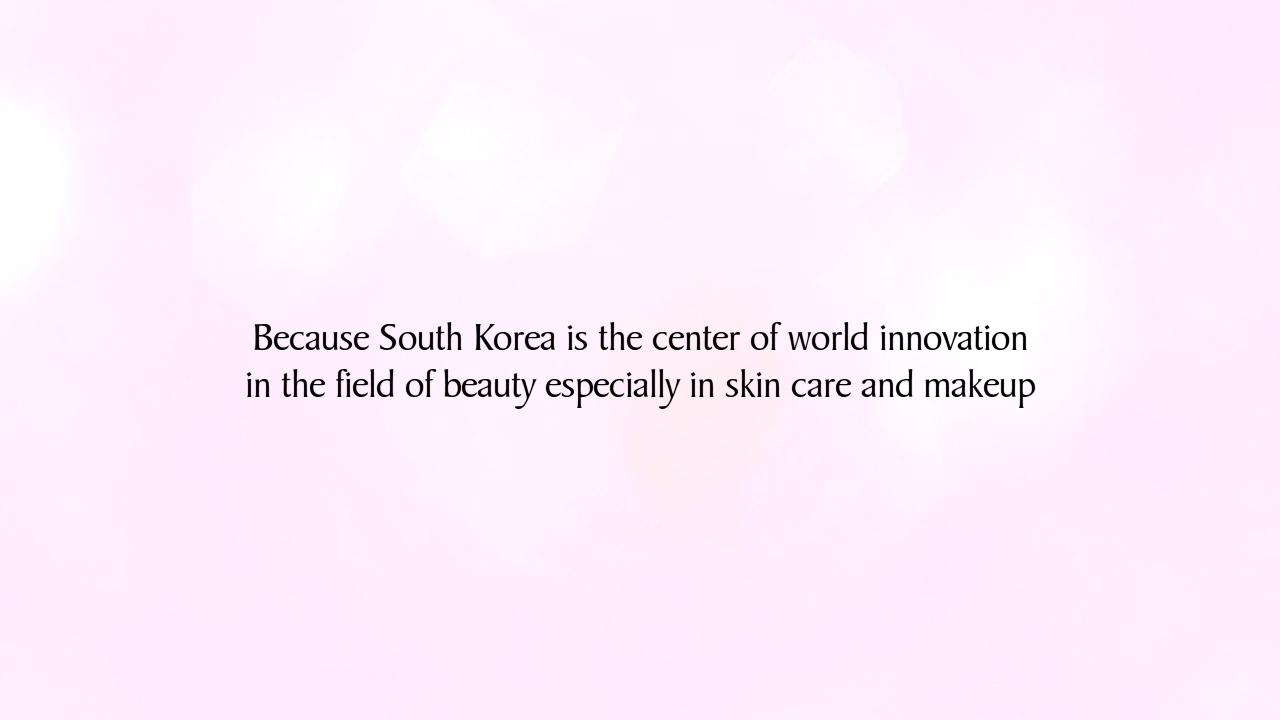 Because South Korea is the center of world innovation
in the field of beauty especially in skin care and makeup